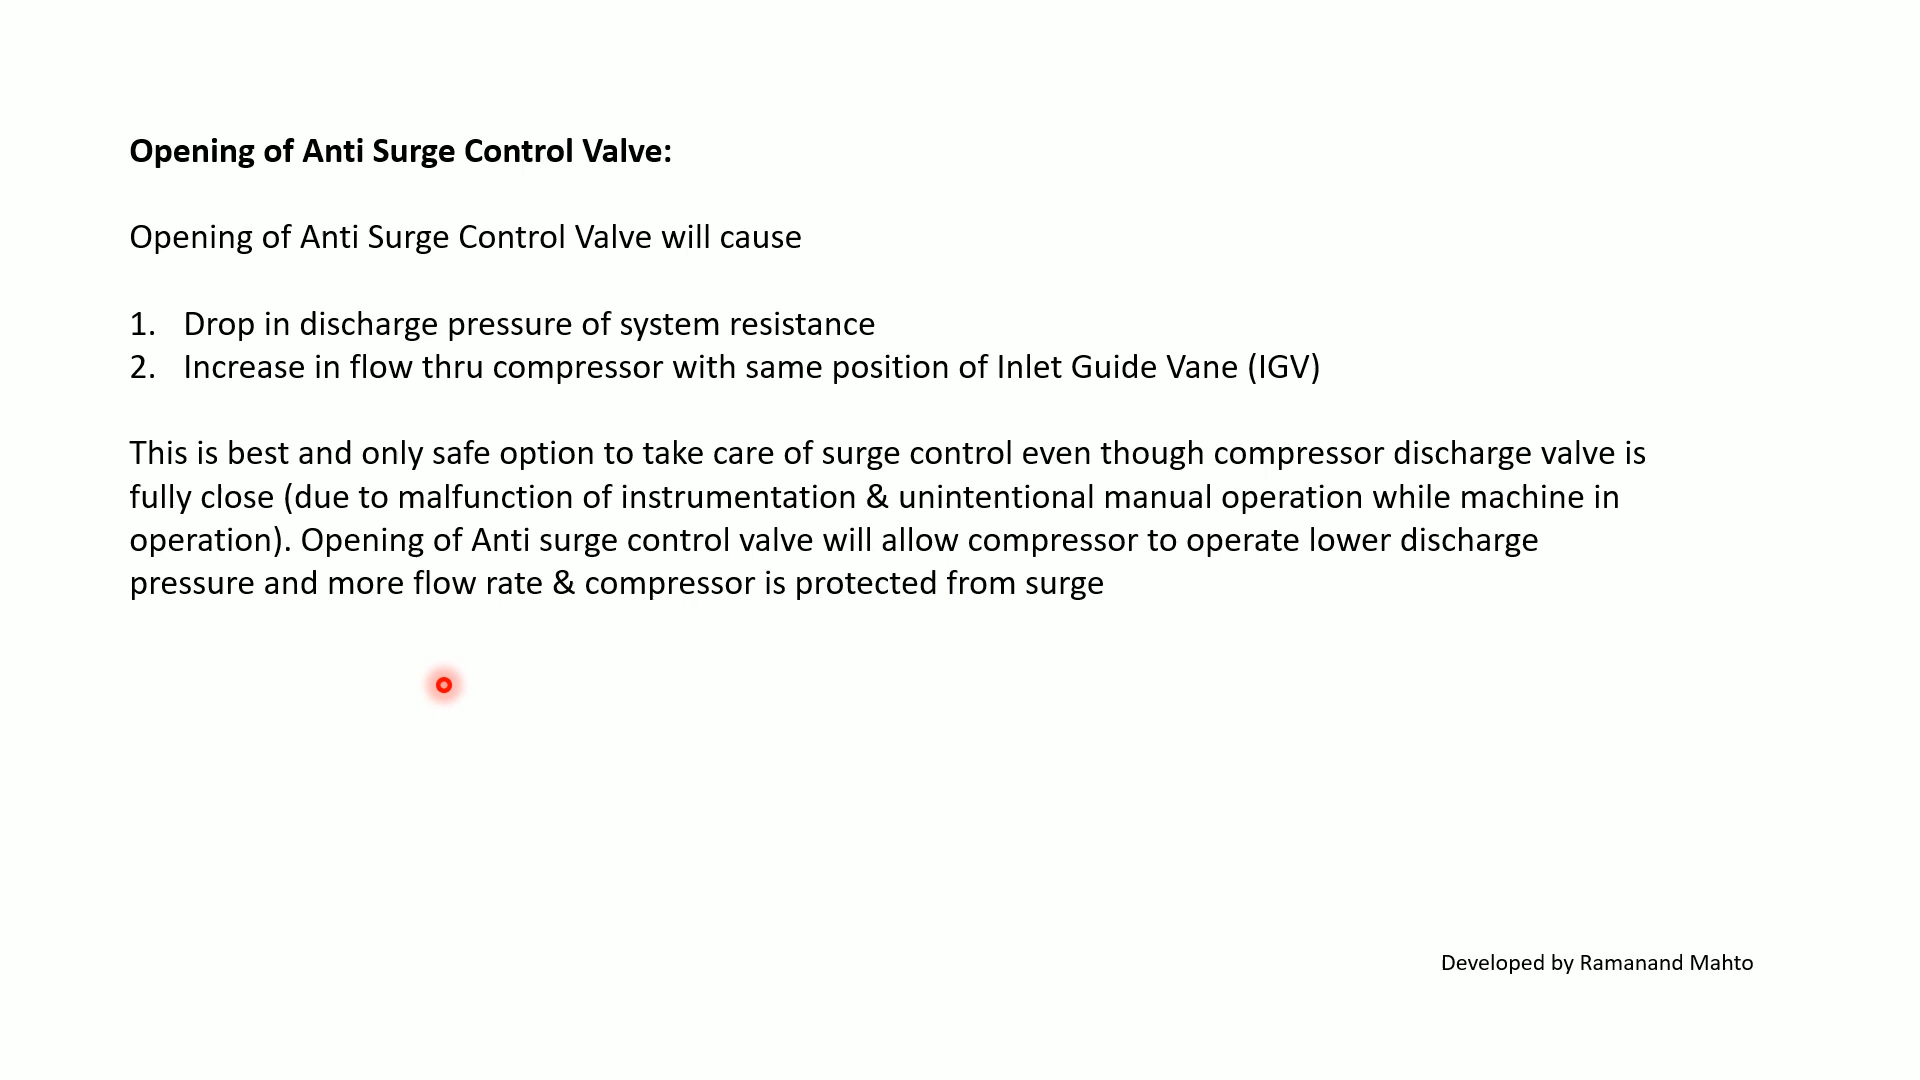 Opening of Anti Surge Control Valve:
Opening of Anti Surge Control Valve will cause
1. Drop in discharge pressure of system resistance
2. Increase in flow thru compressor with same position of Inlet Guide Vane (IGV)
This is best and only safe option to take care of surge control even though compressor discharge valve is
fully close (due to malfunction of instrumentation & unintentional manual operation while machine in
operation). Opening of Anti surge control valve will allow compressor to operate lower discharge
pressure and more flow rate & compressor is protected from surge
Developed by Ramanand Mahto